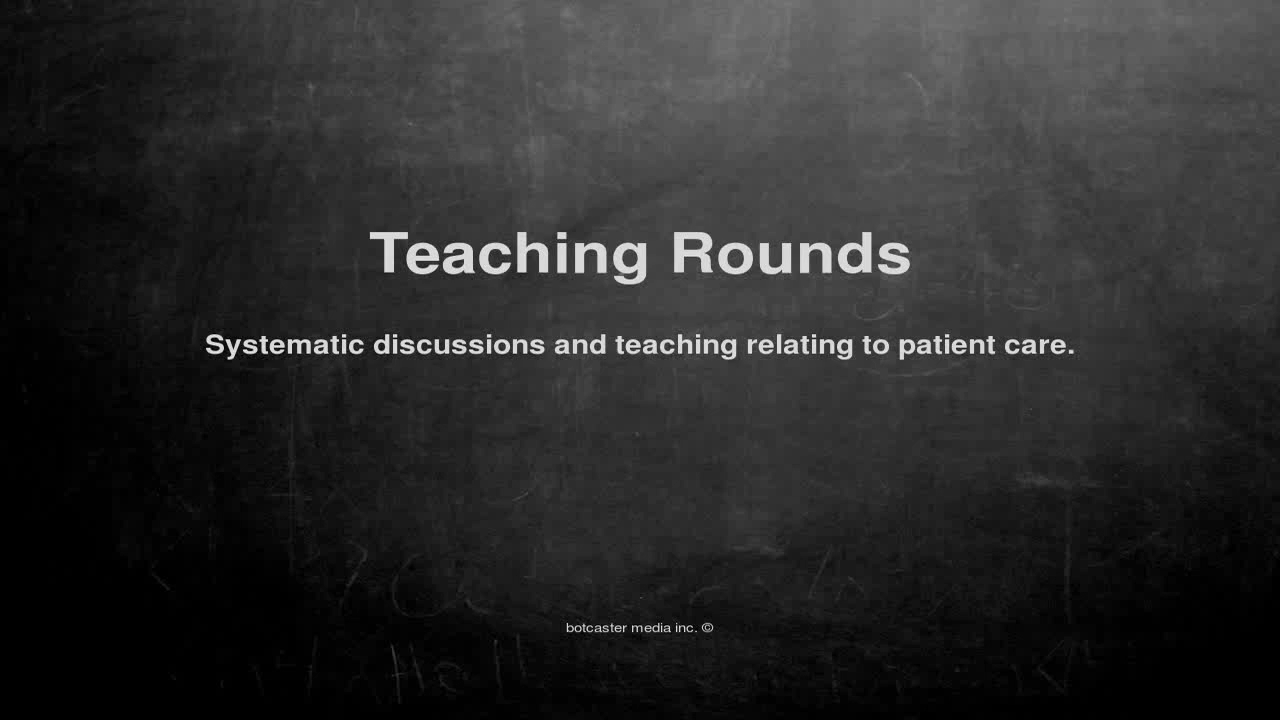 Teaching Rounds
Systematic discussions and teaching relating to patient care.
botcaster media inc. ©